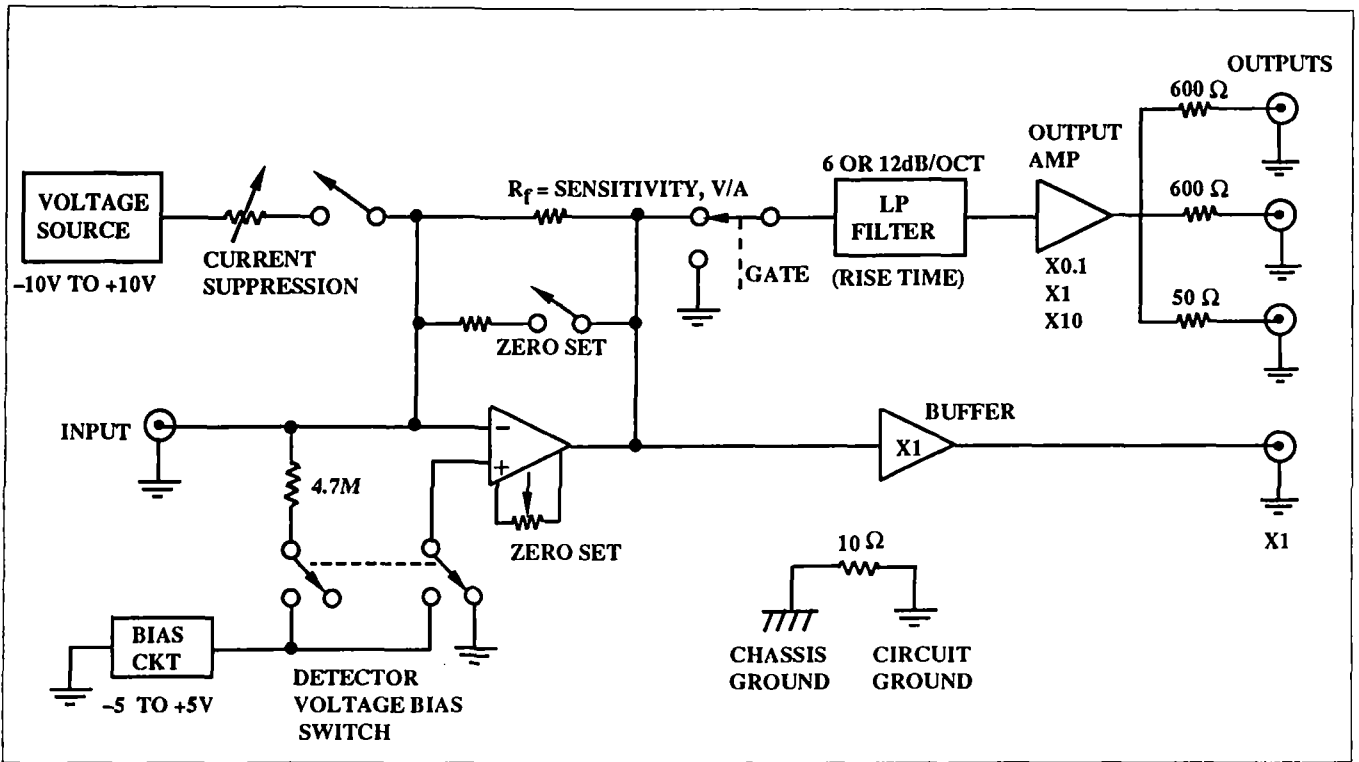 OUTPUTS
600 Ω
OUTPUT
AMP
6 OR 12dB/OCT
Rf = SENSITIVITY, V/A
VOLTAGE
SOURCE
LP
FILTER
600 Ω
–10V TO +10V
CURRENT
SUPPRESSION
GATE
(RISE TIME)
X0.1
X1
X10
50 Ω
ZERO SET
INPUT
–
+
BUFFER
X1
4.7M
ZERO SET
10 Ω
X1
BIAS
CKT
–5 TO +5V
DETECTOR
VOLTAGE BIAS
SWITCH
CHASSIS
GROUND
CIRCUIT
GROUND